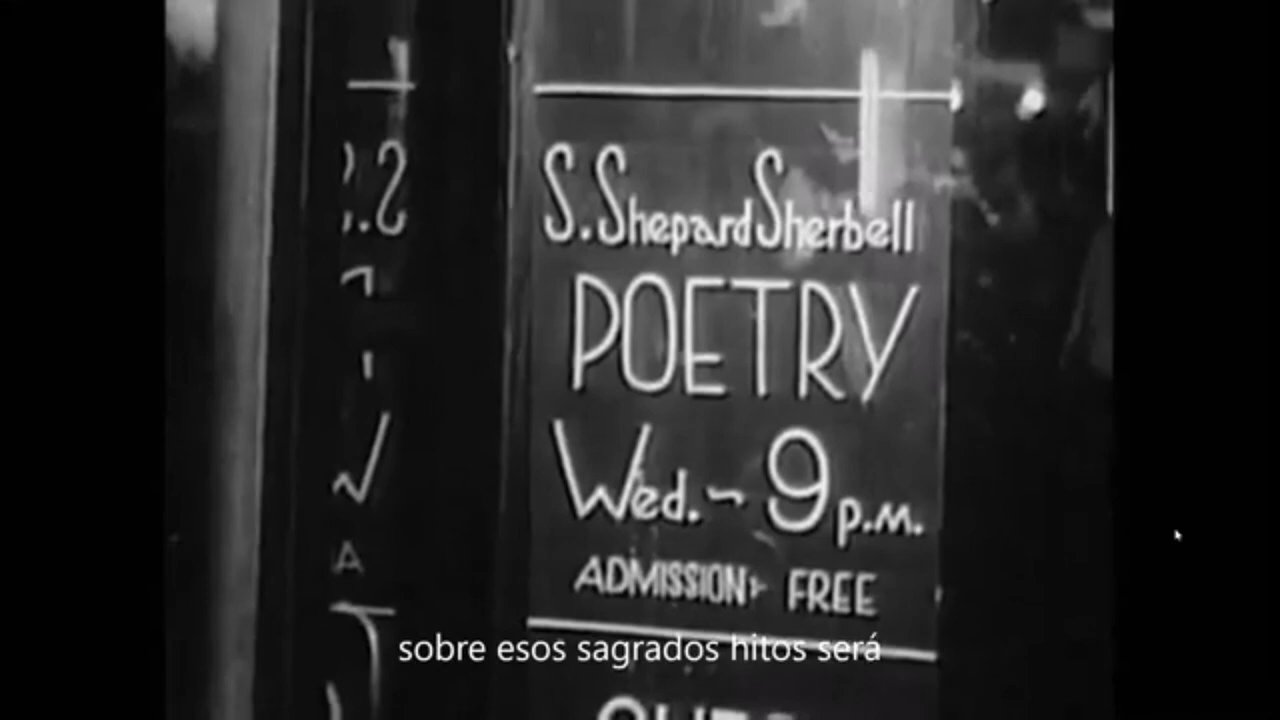 S. Shepard Sherbell
POETRY
Wed. ~ 9 p.m.
ADMISSION FREE
sobre esos sagrados hitos será